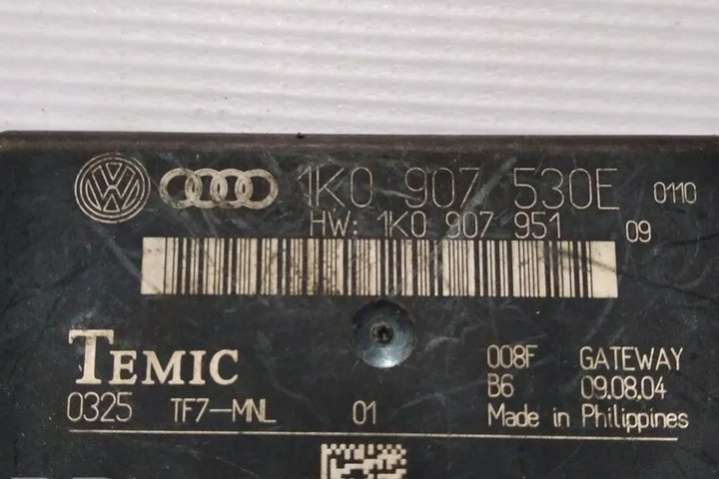 1K0 907 530E 0110
HW: 1K0 907 951 09
TEMIC 008F GATEWAY
B6 09.08.04
0325 TF7-MNL 01 Made in Philippines